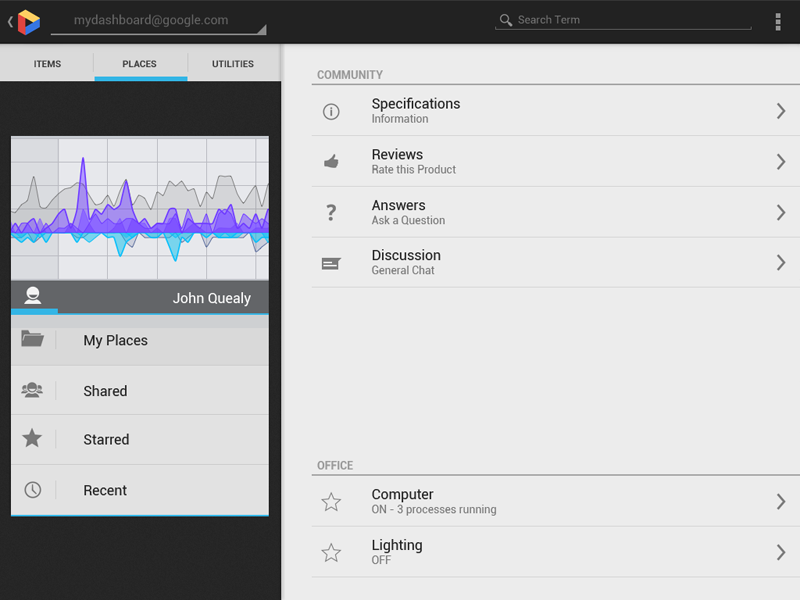 mydashboard@google.com
Search Term
ITEMS
PLACES
UTILITIES
John Quealy
My Places
Shared
Starred
Recent
COMMUNITY
Specifications
Information
Reviews
Rate this Product
Answers
Ask a Question
Discussion
General Chat
OFFICE
Computer
ON - 3 processes running
Lighting
OFF